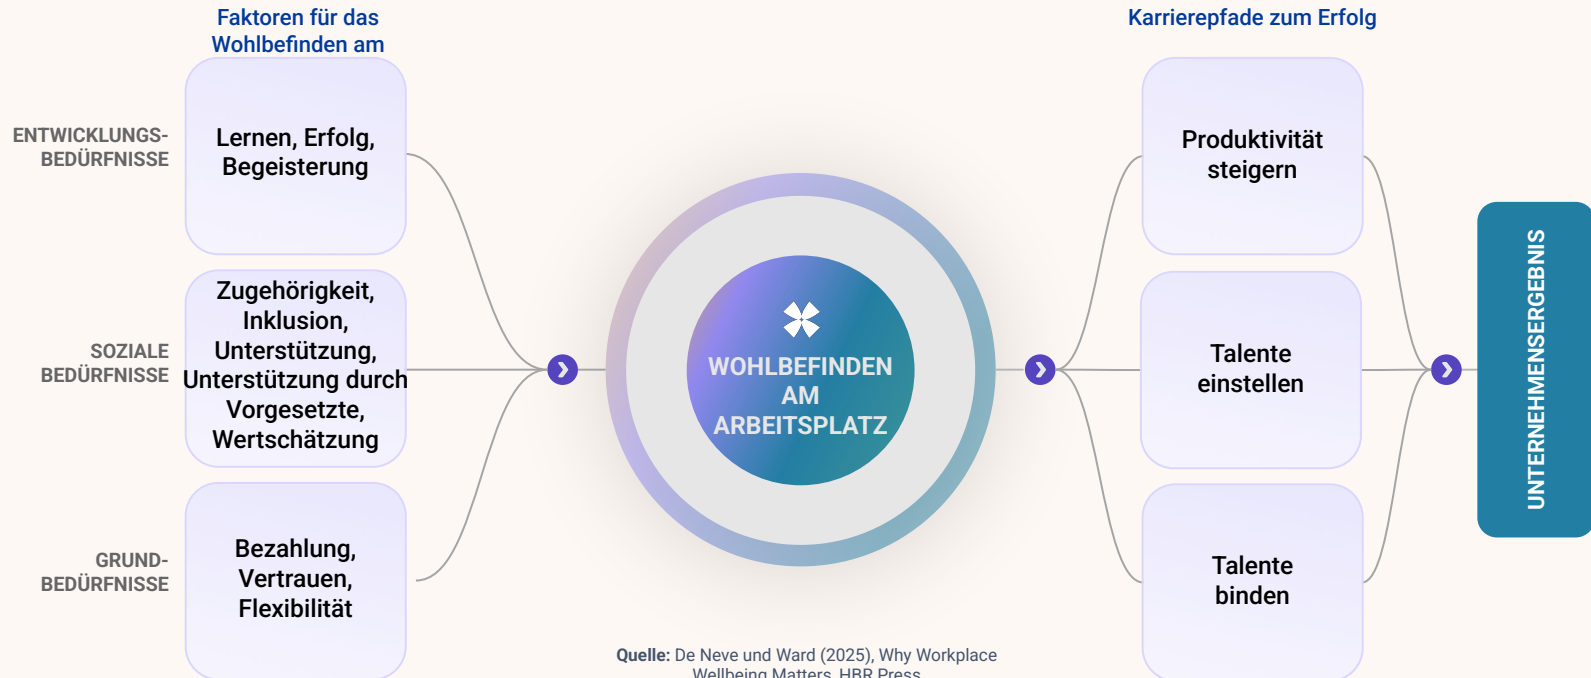 Faktoren für das
Wohlbefinden am
ENTWICKLUNGS-
BEDÜRFNISSE
Lernen, Erfolg,
Begeisterung
SOZIALE
BEDÜRFNISSE
Zugehörigkeit,
Inklusion,
Unterstützung,
Unterstützung durch
Vorgesetzte,
Wertschätzung
GRUND-
BEDÜRFNISSE
Bezahlung,
Vertrauen,
Flexibilität
WOHLBEFINDEN
AM
ARBEITSPLATZ
Karrierepfade zum Erfolg
Produktivität
steigern
Talente
einstellen
Talente
binden
UNTERNEHMENSERGEBNIS
Quelle: De Neve und Ward (2025), Why Workplace
Wellbeing Matters, HBR Press